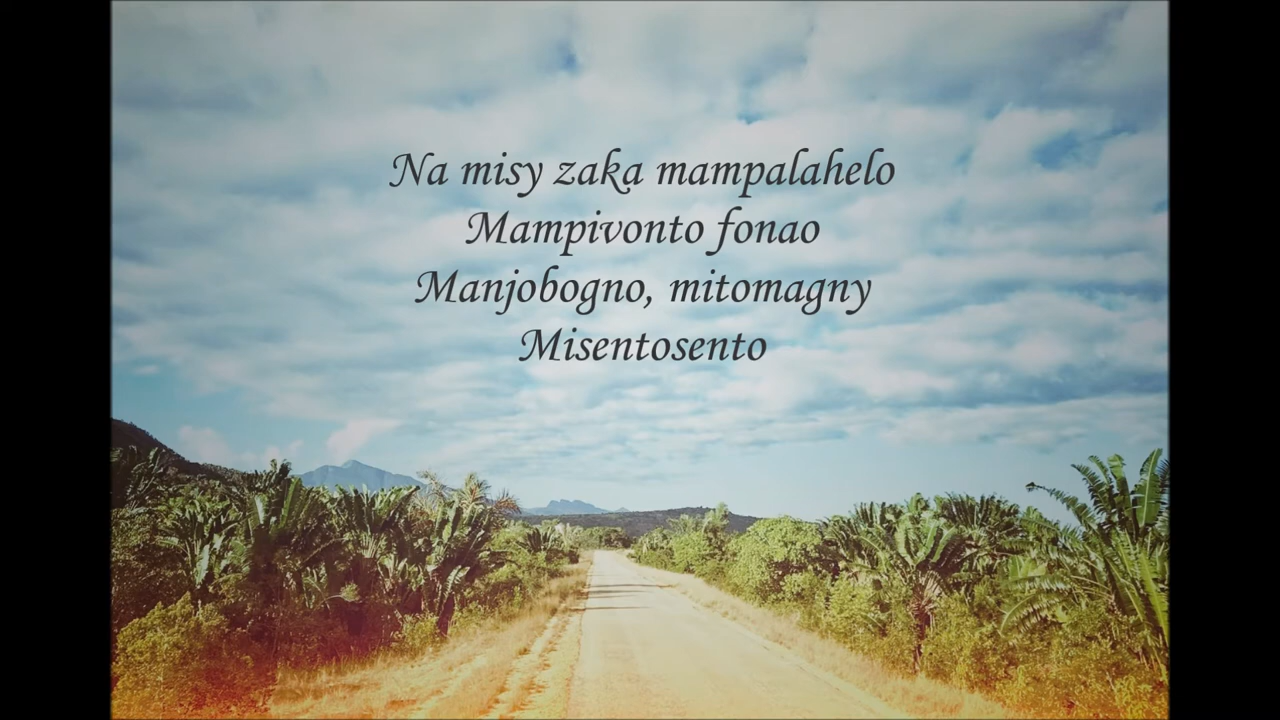 Na misy zaka mampalahelo
Mampivonto fonao
Manjobogno, mitomagny
Misentosento